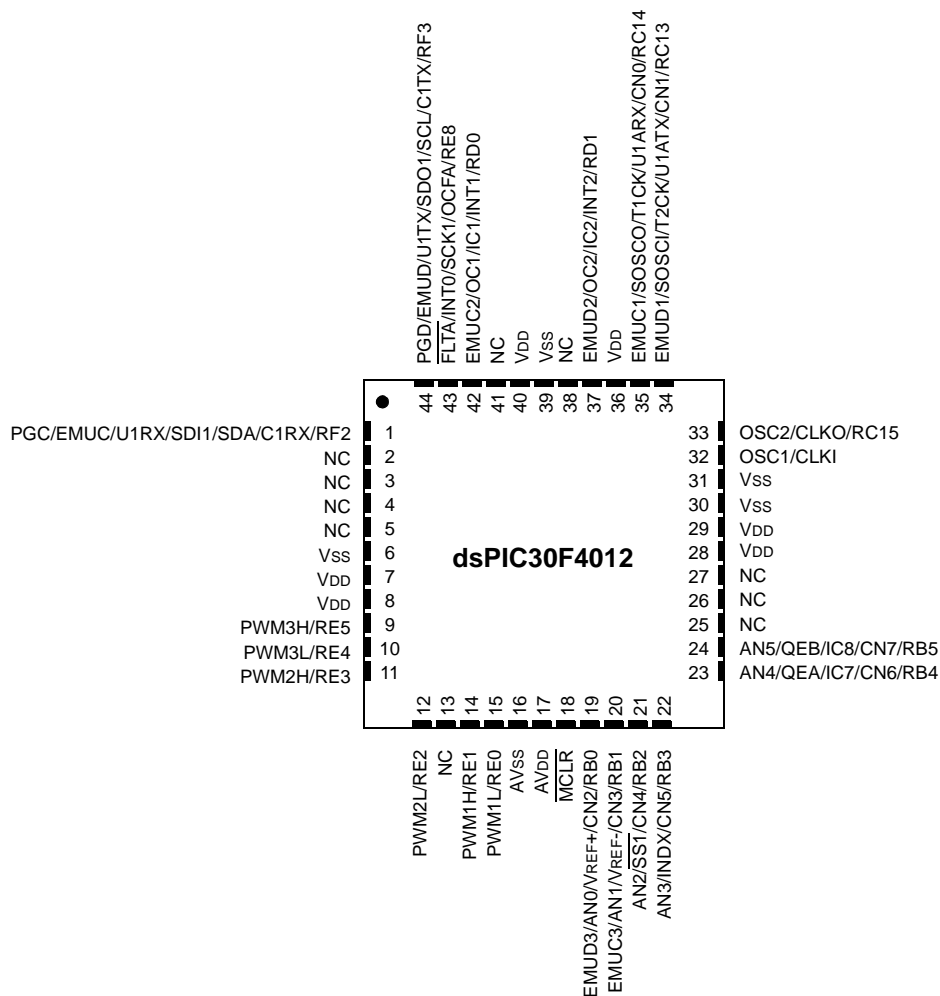 PGD/EMUD/U1TX/SDO1/SCL/C1TX/RF3
FLTA/INT0/SCK1/OCFA/RE8
EMUC2/OC1/IC1/INT1/RD0
NC
VDD
VSS
NC
EMUD2/OC2/IC2/INT2/RD1
VDD
EMUC1/SOSCO/T1CK/U1ARX/CN0/RC14
EMUD1/SOSCI/T2CK/U1ATX/CN1/RC13
44 43 42 41 40 39 38 37 36 35 34
PGC/EMUC/U1RX/SDI1/SDA/C1RX/RF2 1
NC 2
NC 3
NC 4
NC 5
VSS 6
VDD 7
VDD 8
PWM3H/RE5 9
PWM3L/RE4 10
PWM2H/RE3 11
dsPIC30F4012
33 OSC2/CLKO/RC15
32 OSC1/CLKI
31 VSS
30 VSS
29 VDD
28 VDD
27 NC
26 NC
25 NC
24 AN5/QEB/IC8/CN7/RB5
23 AN4/QEA/IC7/CN6/RB4
12 13 14 15 16 17 18 19 20 21 22
PWM2L/RE2
NC
PWM1H/RE1
PWM1L/RE0
AVSS
AVDD
MCLR
EMUD3/AN0/VREF+/CN2/RB0
EMUC3/AN1/VREF-/CN3/RB1
AN2/SS1/CN4/RB2
AN3/INDX/CN5/RB3